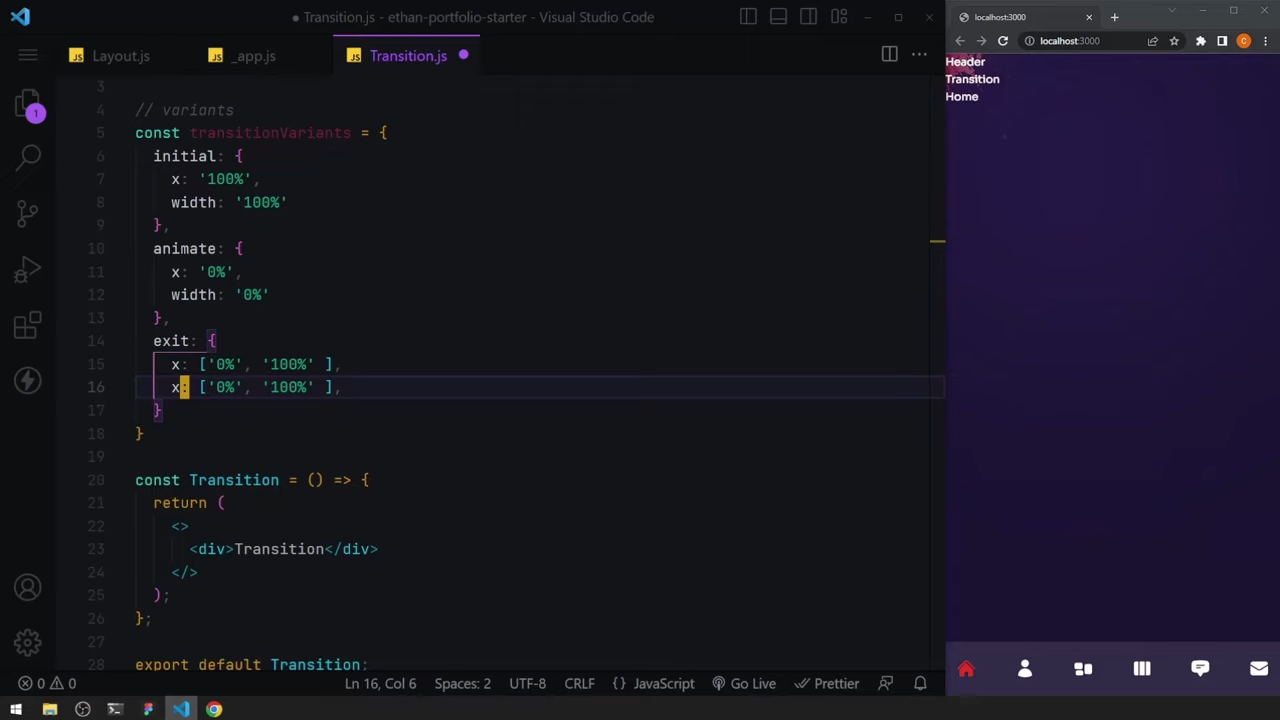 Transition.js - ethan-portfolio-starter - Visual Studio Code
localhost:3000
JS Layout.js
JS _app.js
JS Transition.js
localhost:3000
C
1
3
4 // variants
5 const transitionVariants = {
6 initial: {
7 x: '100%',
8 width: '100%'
9 },
10 animate: {
11 x: '0%',
12 width: '0%'
13 },
14 exit: {
15 x: ['0%', '100%' ],
16 x: ['0%', '100%' ],
17 }
18 }
19
20 const Transition = () => {
21 return (
22 <>
23 <div>Transition</div>
24 </>
25 );
26 };
27
28 export default Transition;
Header
Transition
Home
0 0 Ln 16, Col 6 Spaces: 2 UTF-8 CRLF {} JavaScript Go Live Prettier